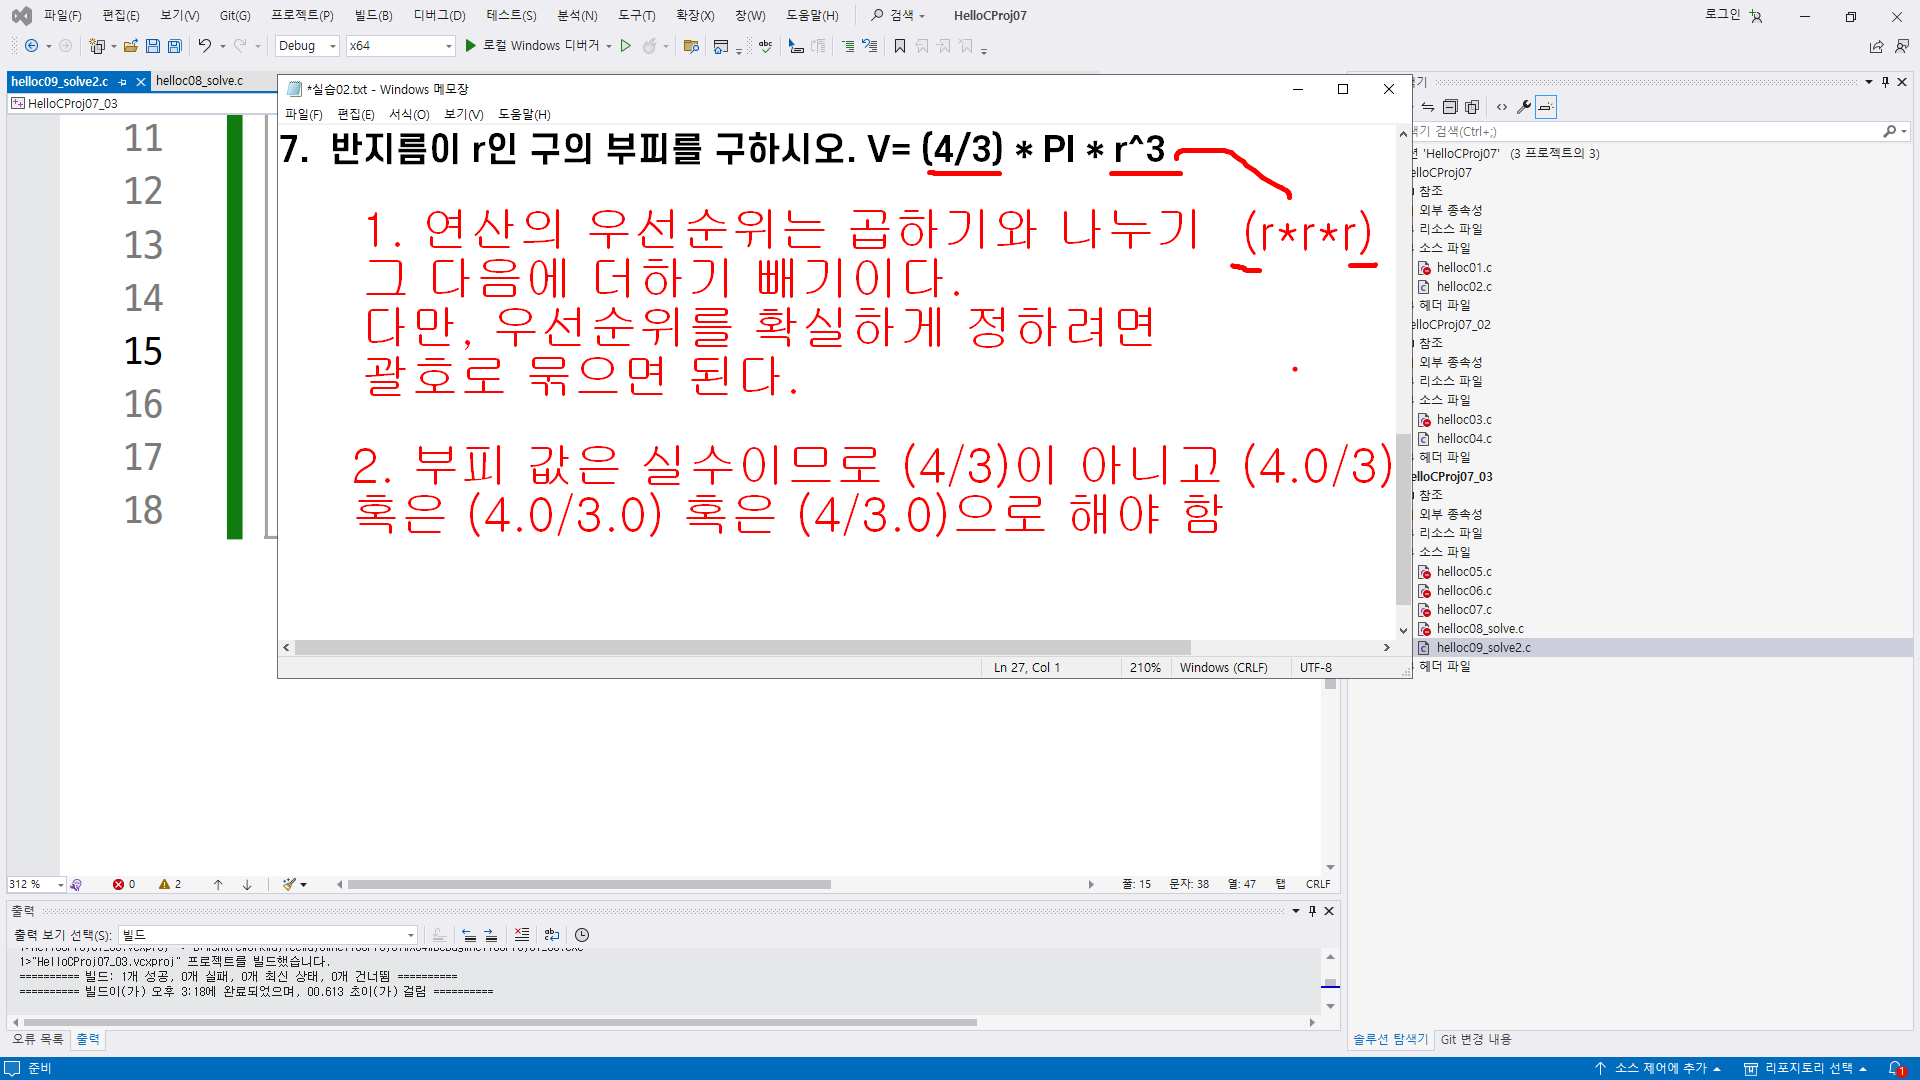 파일(F) 편집(E) 보기(V) Git(G) 프로젝트(P) 빌드(B) 디버그(D) 테스트(S) 분석(N) 도구(T) 확장(X) 창(W) 도움말(H) 검색 HelloCProj07 로그인
Debug x64 로컬 Windows 디버거
helloc09_solve2.c helloc08_solve.c
HelloCProj07_03
11
12
13
14
15
16
17
18
*실습02.txt - Windows 메모장
파일(F) 편집(E) 서식(O) 보기(V) 도움말(H)
7. 반지름이 r인 구의 부피를 구하시오. V= (4/3) * PI * r^3
1. 연산의 우선순위는 곱하기와 나누기 (r*r*r)
그 다음에 더하기 빼기이다.
다만, 우선순위를 확실하게 정하려면
괄호로 묶으면 된다.
2. 부피 값은 실수이므로 (4/3)이 아니고 (4.0/3)
혹은 (4.0/3.0) 혹은 (4/3.0)으로 해야 함
Ln 27, Col 1 210% Windows (CRLF) UTF-8
검색(Ctrl+;)
'HelloCProj07' (3 프로젝트의 3)
elloCProj07
참조
외부 종속성
리소스 파일
소스 파일
helloc01.c
helloc02.c
헤더 파일
elloCProj07_02
참조
외부 종속성
리소스 파일
소스 파일
helloc03.c
helloc04.c
헤더 파일
elloCProj07_03
참조
외부 종속성
리소스 파일
소스 파일
helloc05.c
helloc06.c
helloc07.c
helloc08_solve.c
helloc09_solve2.c
헤더 파일
312 % 0 2 줄: 15 문자: 38 열: 47 탭 CRLF
출력
출력 보기 선택(S): 빌드
1>"HelloCProj07_03.vcxproj" 프로젝트를 빌드했습니다.
========== 빌드: 1개 성공, 0개 실패, 0개 최신 상태, 0개 건너뜀 ==========
========== 빌드이(가) 오후 3:18에 완료되었으며, 00.613 초이(가) 걸림 ==========
오류 목록 출력
솔루션 탐색기 Git 변경 내용
준비 소스 제어에 추가 리포지토리 선택 1